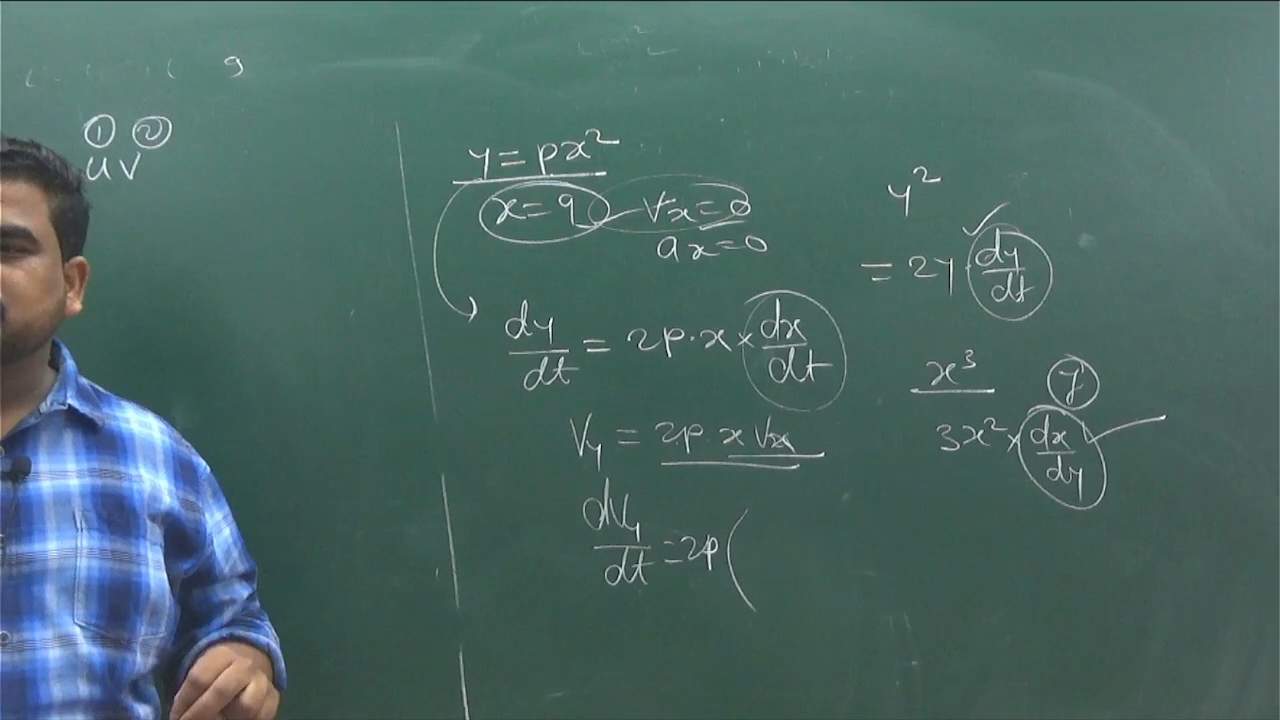 9
① ②
U V
y = px²
x = q Vx = 0
ax = 0
dy/dt = 2p·x × dx/dt
Vy = 2p·x Vx
dVy/dt = 2p(
y²
= 2y·dy/dt
x³ y
3x² × dx/dy